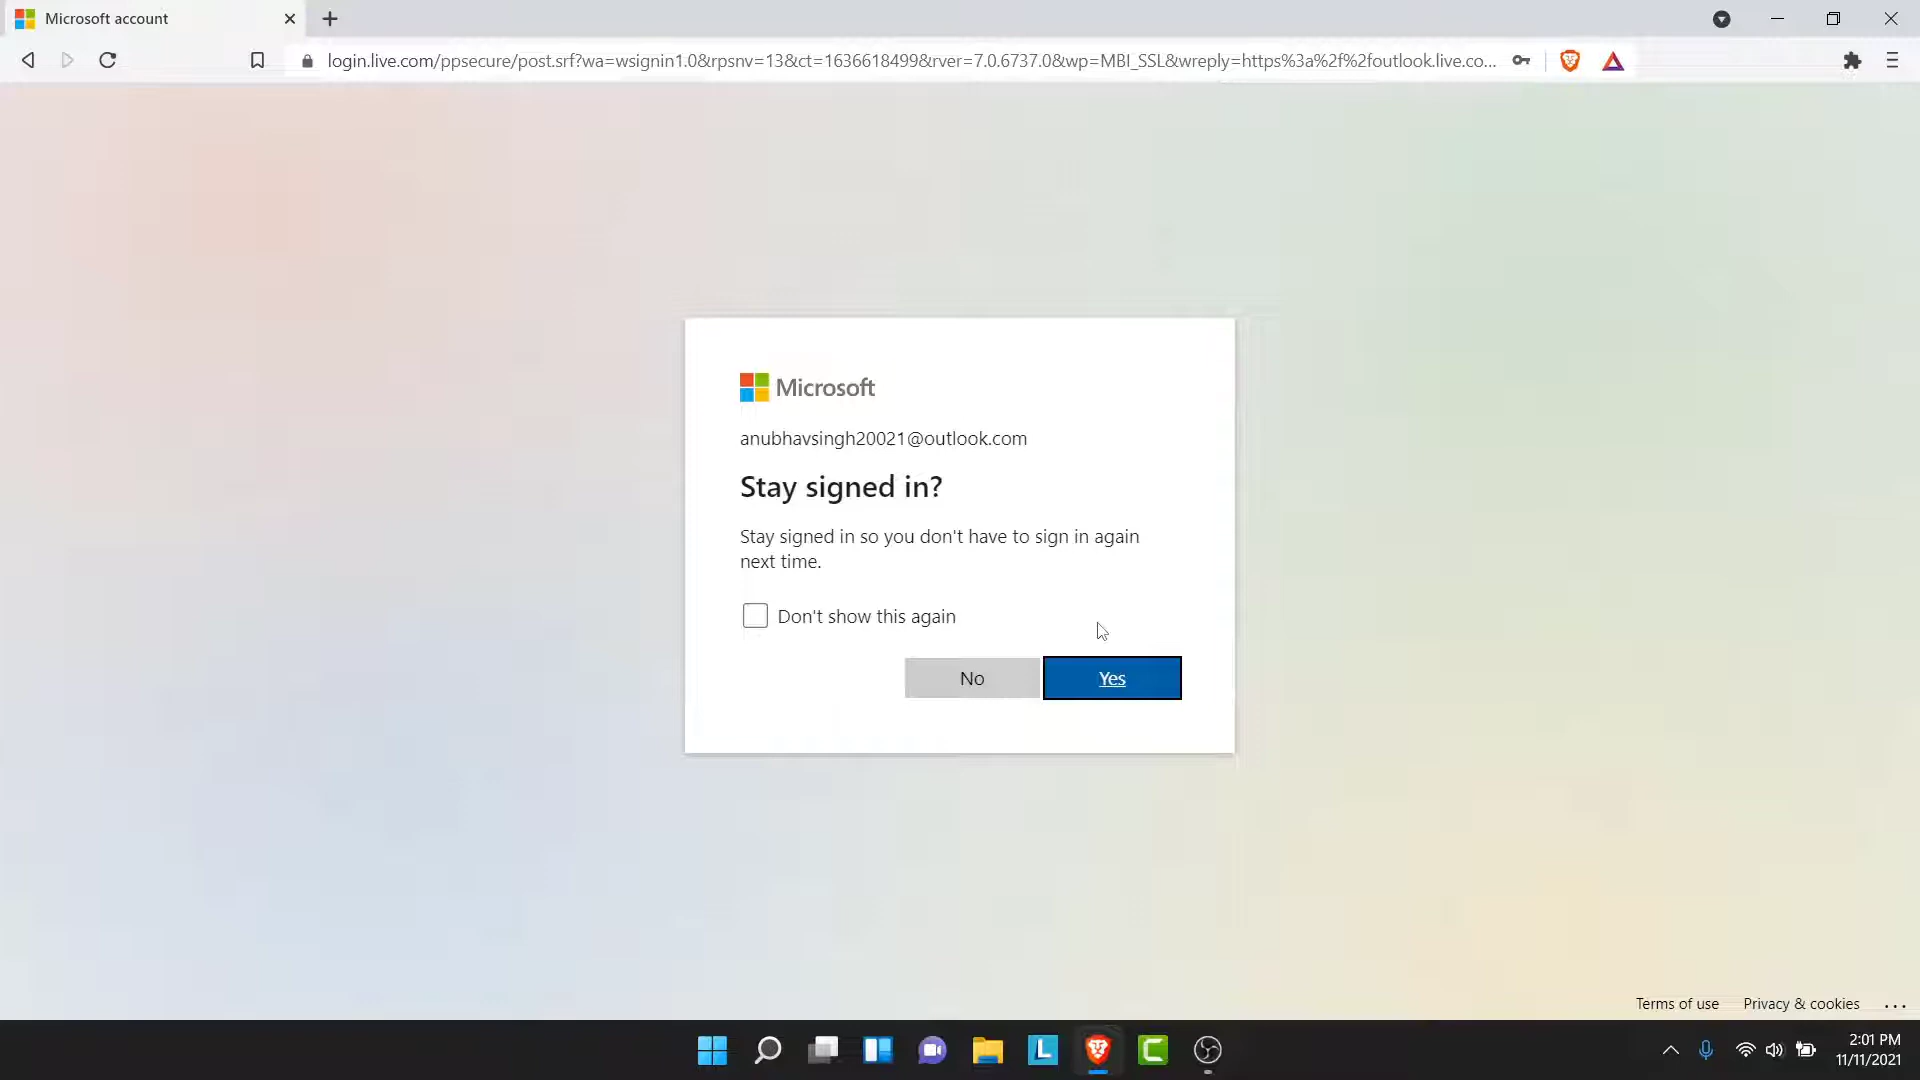 Microsoft account
login.live.com/ppsecure/post.srf?wa=wsignin1.0&rpsnv=13&ct=1636618499&rver=7.0.6737.0&wp=MBI_SSL&wreply=https%3a%2f%2foutlook.live.co...
Microsoft
anubhavsingh20021@outlook.com
Stay signed in?
Stay signed in so you don't have to sign in again
next time.
Don't show this again
No Yes
Terms of use Privacy & cookies ...
2:01 PM
11/11/2021